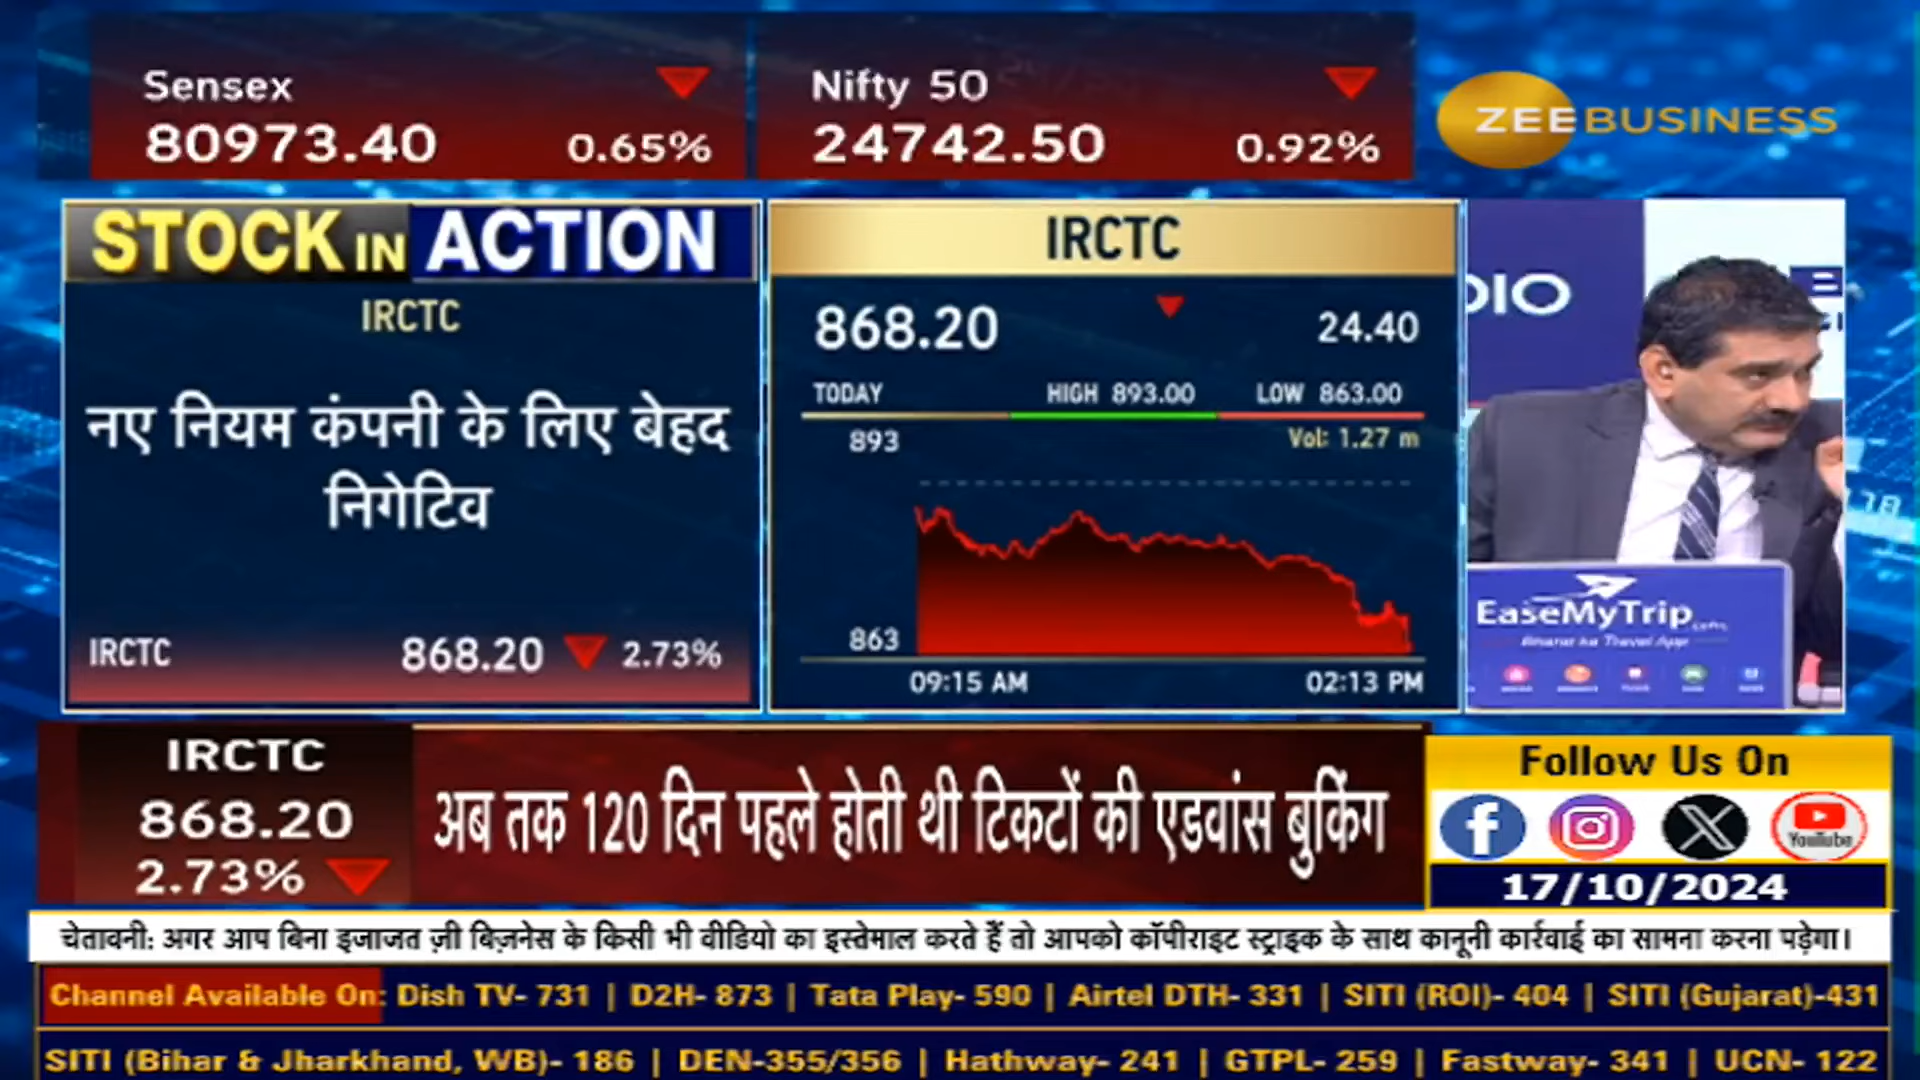 Sensex
80973.40 0.65%
Nifty 50
24742.50 0.92%
ZEEBUSINESS
STOCK IN ACTION
IRCTC
नए नियम कंपनी के लिए बेहद
निगेटिव
IRCTC 868.20 2.73%
IRCTC
868.20 24.40
TODAY HIGH 893.00 LOW 863.00
893 Vol: 1.27 m
863
09:15 AM 02:13 PM
DIO
EaseMyTrip.com
IRCTC
868.20
2.73%
अब तक 120 दिन पहले होती थी टिकटों की एडवांस बुकिंग
Follow Us On
YouTube
17/10/2024
चेतावनी: अगर आप बिना इजाजत ज़ी बिज़नेस के किसी भी वीडियो का इस्तेमाल करते हैं तो आपको कॉपीराइट स्ट्राइक के साथ कानूनी कार्रवाई का सामना करना पड़ेगा।
Channel Available On: Dish TV- 731 | D2H- 873 | Tata Play- 590 | Airtel DTH- 331 | SITI (ROI)- 404 | SITI (Gujarat)-431
SITI (Bihar & Jharkhand, WB)- 186 | DEN-355/356 | Hathway- 241 | GTPL- 259 | Fastway- 341 | UCN- 122